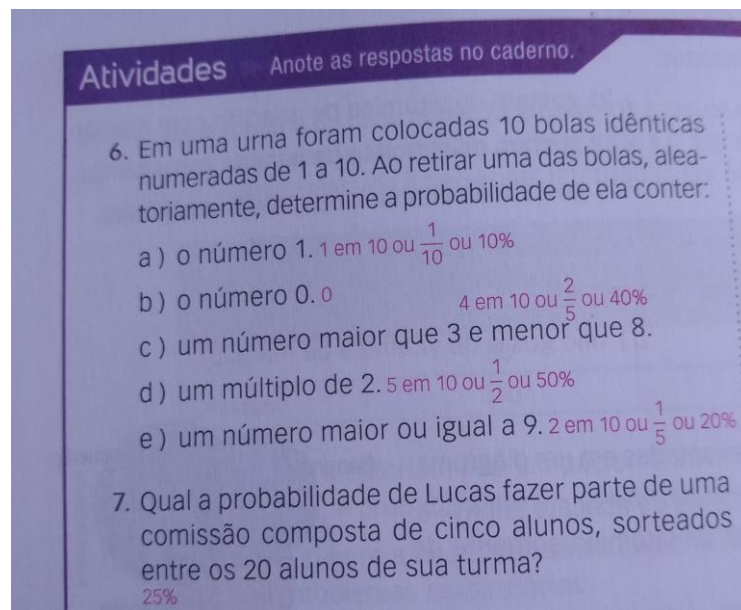 Atividades Anote as respostas no caderno.
6. Em uma urna foram colocadas 10 bolas idênticas
numeradas de 1 a 10. Ao retirar uma das bolas, alea-
toriamente, determine a probabilidade de ela conter:
a) o número 1. 1 em 10 ou 1/10 ou 10%
b) o número 0. 0
4 em 10 ou 2/5 ou 40%
c) um número maior que 3 e menor que 8.
d) um múltiplo de 2. 5 em 10 ou 1/2 ou 50%
e) um número maior ou igual a 9. 2 em 10 ou 1/5 ou 20%
7. Qual a probabilidade de Lucas fazer parte de uma
comissão composta de cinco alunos, sorteados
entre os 20 alunos de sua turma?
25%